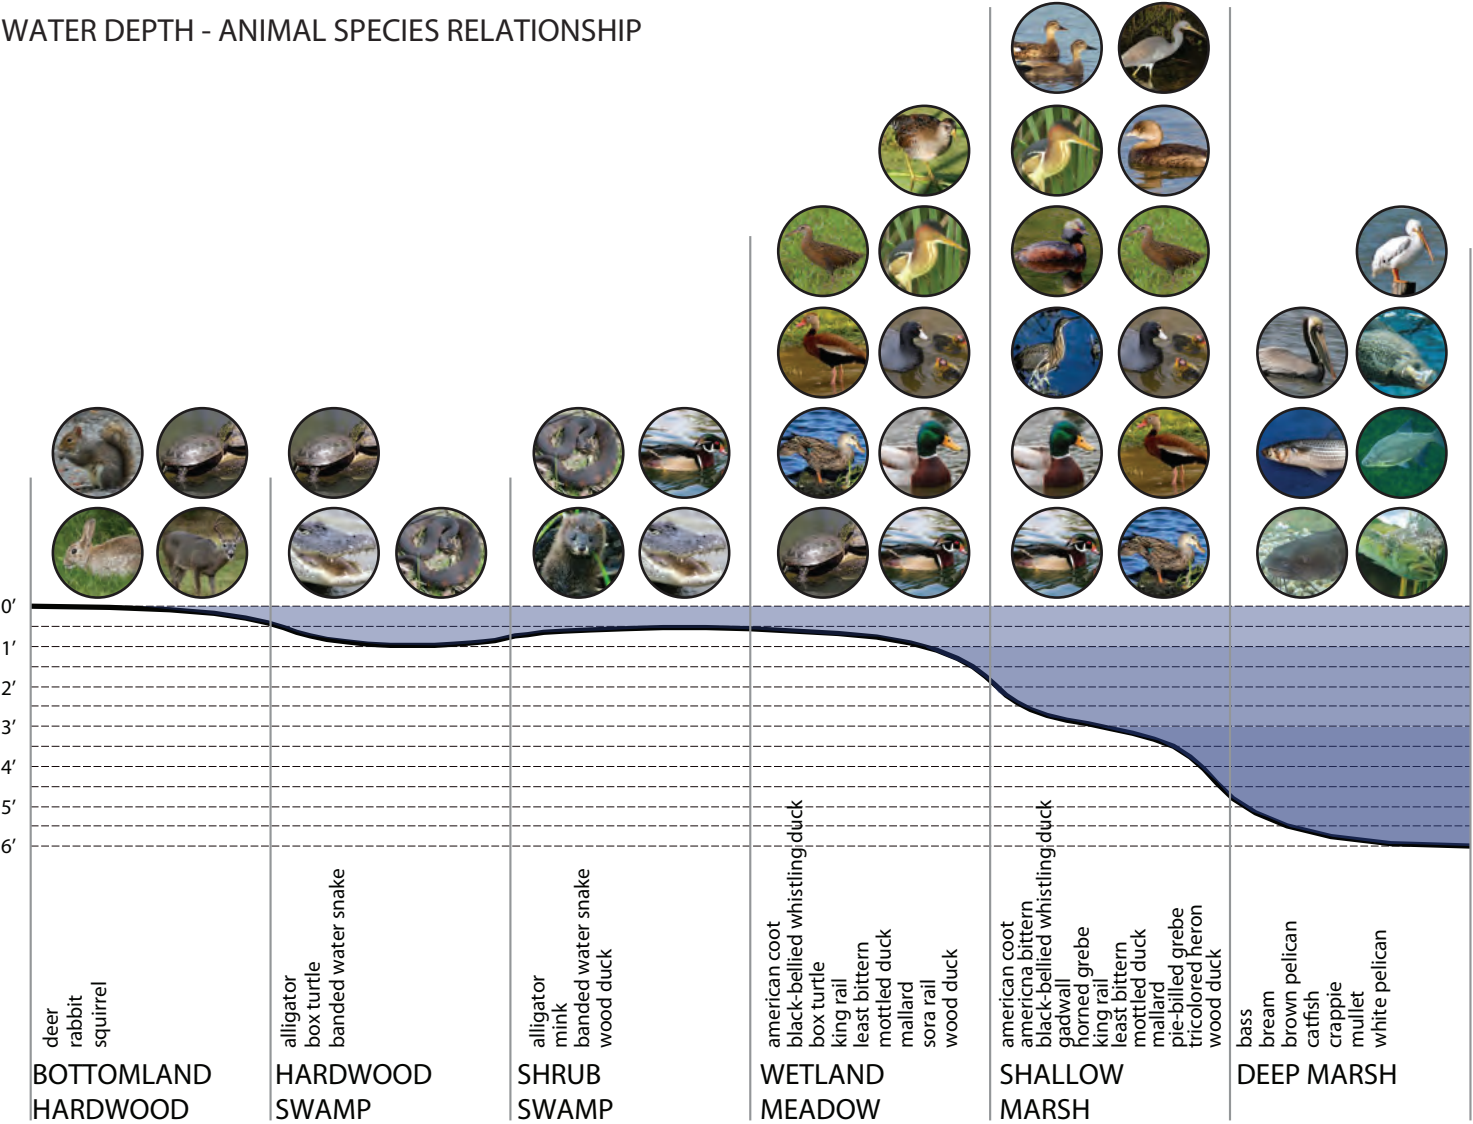 WATER DEPTH - ANIMAL SPECIES RELATIONSHIP
0′
1′
2′
3′
4′
5′
6′
deer
rabbit
squirrel
BOTTOMLAND
HARDWOOD
alligator
box turtle
banded water snake
HARDWOOD
SWAMP
alligator
mink
banded water snake
wood duck
SHRUB
SWAMP
american coot
black-bellied whistling duck
box turtle
king rail
least bittern
mottled duck
mallard
sora rail
wood duck
WETLAND
MEADOW
american coot
americna bittern
black-bellied whistling duck
gadwall
horned grebe
king rail
least bittern
mottled duck
mallard
pie-billed grebe
tricolored heron
wood duck
SHALLOW
MARSH
bass
bream
brown pelican
catfish
crappie
mullet
white pelican
DEEP MARSH